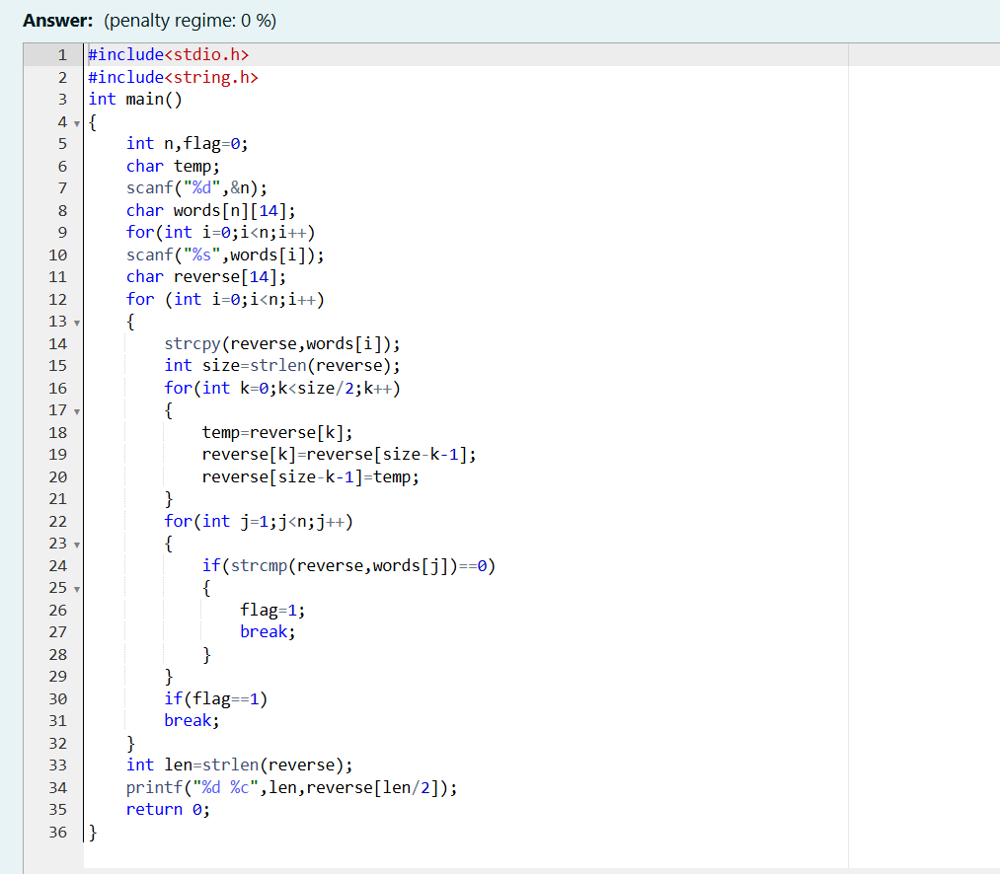 Answer: (penalty regime: 0 %)
1 #include<stdio.h>
2 #include<string.h>
3 int main()
4 {
5     int n,flag=0;
6     char temp;
7     scanf("%d",&n);
8     char words[n][14];
9     for(int i=0;i<n;i++)
10     scanf("%s",words[i]);
11     char reverse[14];
12     for (int i=0;i<n;i++)
13     {
14         strcpy(reverse,words[i]);
15         int size=strlen(reverse);
16         for(int k=0;k<size/2;k++)
17         {
18             temp=reverse[k];
19             reverse[k]=reverse[size-k-1];
20             reverse[size-k-1]=temp;
21         }
22         for(int j=1;j<n;j++)
23         {
24             if(strcmp(reverse,words[j])==0)
25             {
26                 flag=1;
27                 break;
28             }
29         }
30         if(flag==1)
31         break;
32     }
33     int len=strlen(reverse);
34     printf("%d %c",len,reverse[len/2]);
35     return 0;
36 }